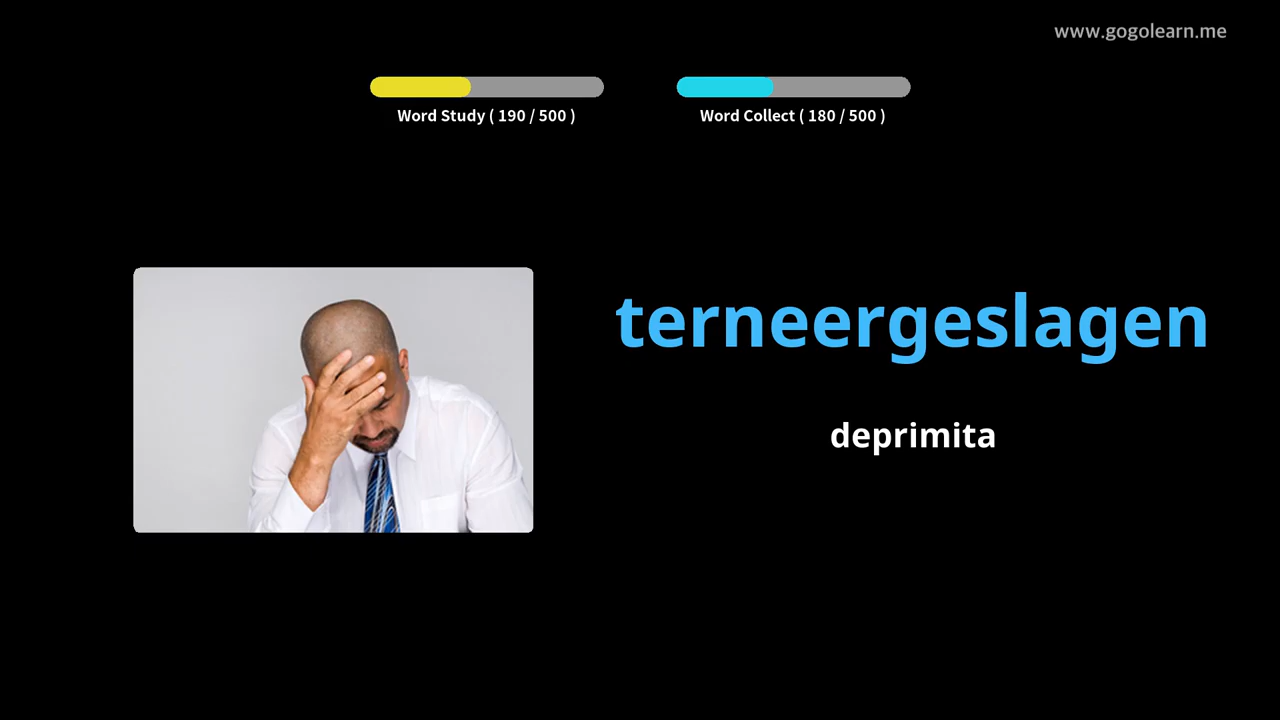 www.gogolearn.me
Word Study ( 190 / 500 )
Word Collect ( 180 / 500 )
terneergeslagen
deprimita